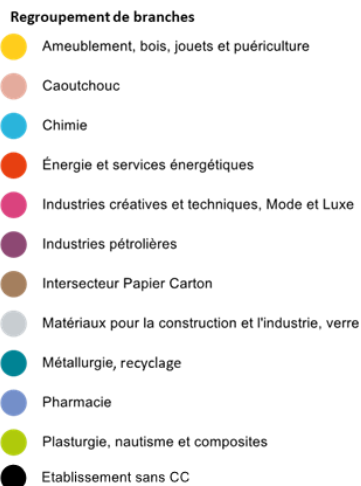 Regroupement de branches
Ameublement, bois, jouets et puériculture
Caoutchouc
Chimie
Énergie et services énergétiques
Industries créatives et techniques, Mode et Luxe
Industries pétrolières
Intersecteur Papier Carton
Matériaux pour la construction et l'industrie, verre
Métallurgie, recyclage
Pharmacie
Plasturgie, nautisme et composites
Etablissement sans CC